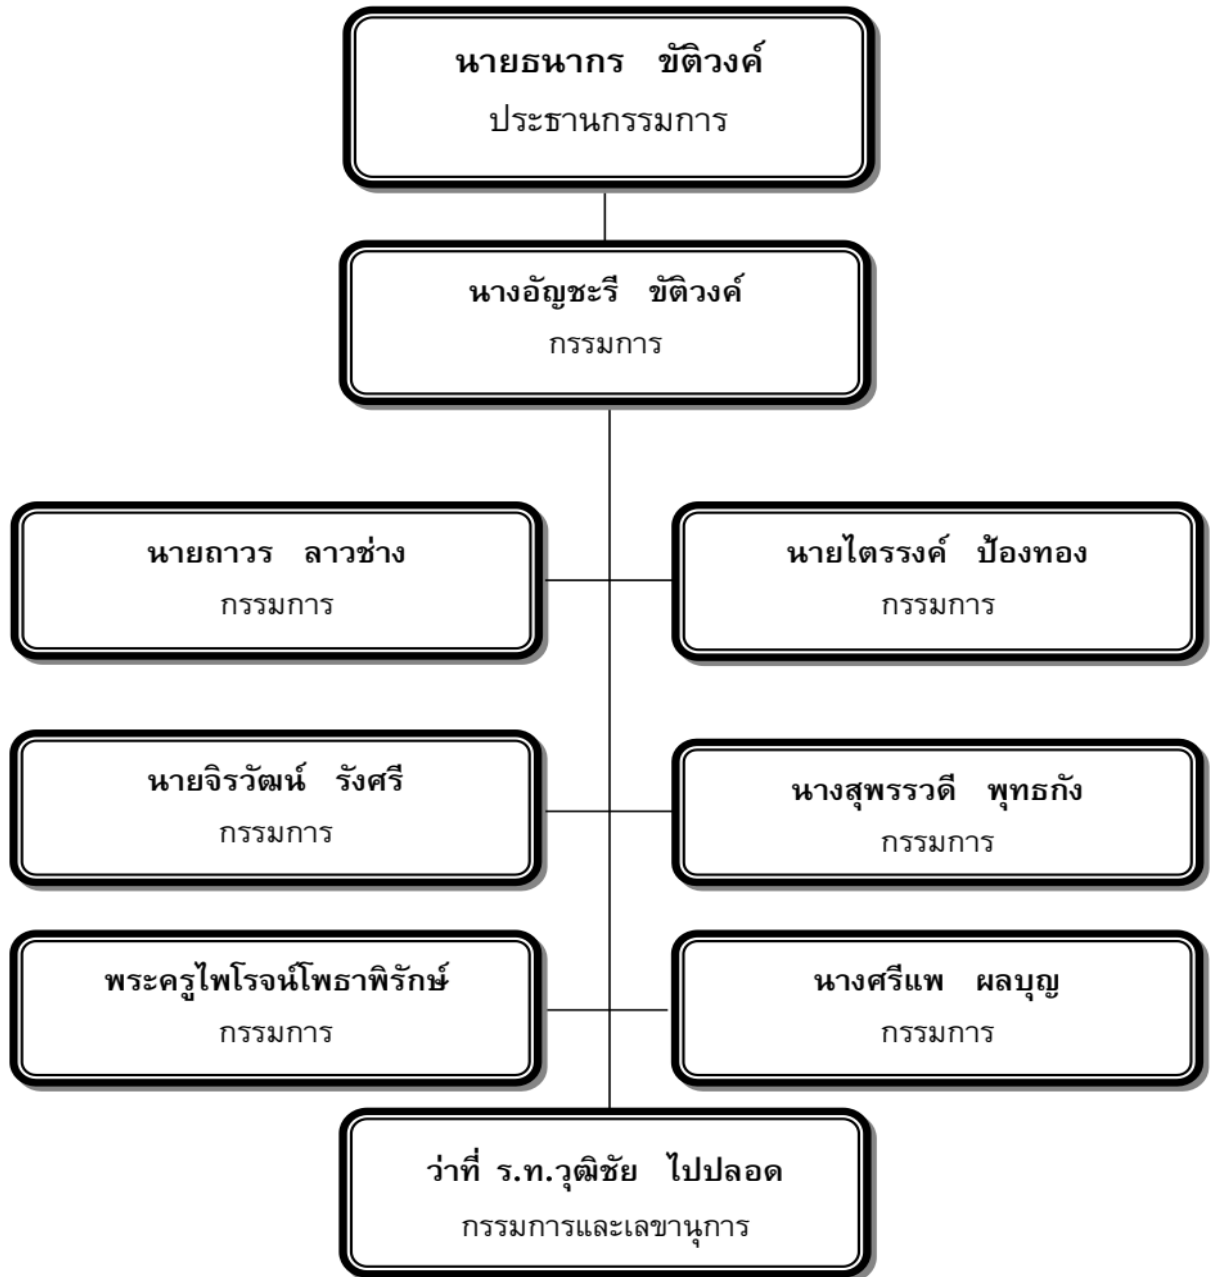 นายธนากร ขัติวงค์
ประธานกรรมการ
นางอัญชะรี ขัติวงค์
กรรมการ
นายถาวร ลาวช่าง
กรรมการ
นายไตรรงค์ ป้องทอง
กรรมการ
นายจิรวัฒน์ รังศรี
กรรมการ
นางสุพรรวดี พุทธกัง
กรรมการ
พระครูไพโรจน์โพธาพิรักษ์
กรรมการ
นางศรีแพ ผลบุญ
กรรมการ
ว่าที่ ร.ท.วุฒิชัย ไปปลอด
กรรมการและเลขานุการ